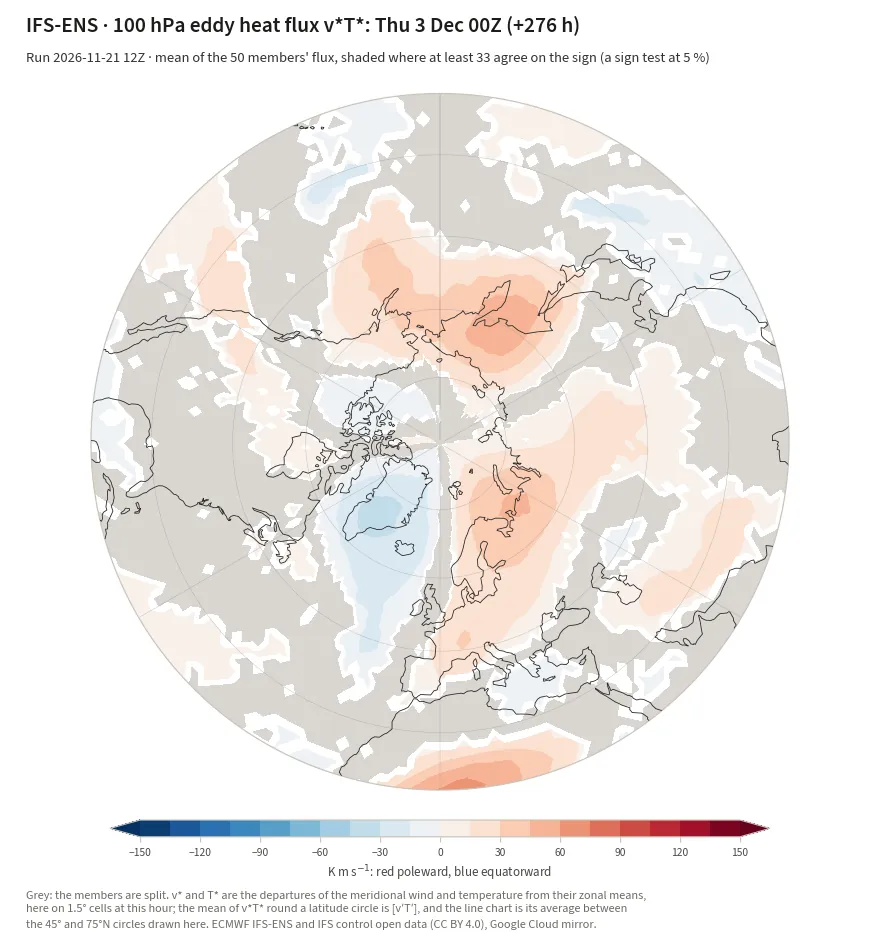 IFS-ENS · 100 hPa eddy heat flux v*T*: Thu 3 Dec 00Z (+276 h)
Run 2026-11-21 12Z · mean of the 50 members' flux, shaded where at least 33 agree on the sign (a sign test at 5 %)
−150 −120 −90 −60 −30 0 30 60 90 120 150
K m s⁻¹: red poleward, blue equatorward
Grey: the members are split. v* and T* are the departures of the meridional wind and temperature from their zonal means,
here on 1.5° cells at this hour; the mean of v*T* round a latitude circle is [v′T′], and the line chart is its average between
the 45° and 75°N circles drawn here. ECMWF IFS-ENS and IFS control open data (CC BY 4.0), Google Cloud mirror.